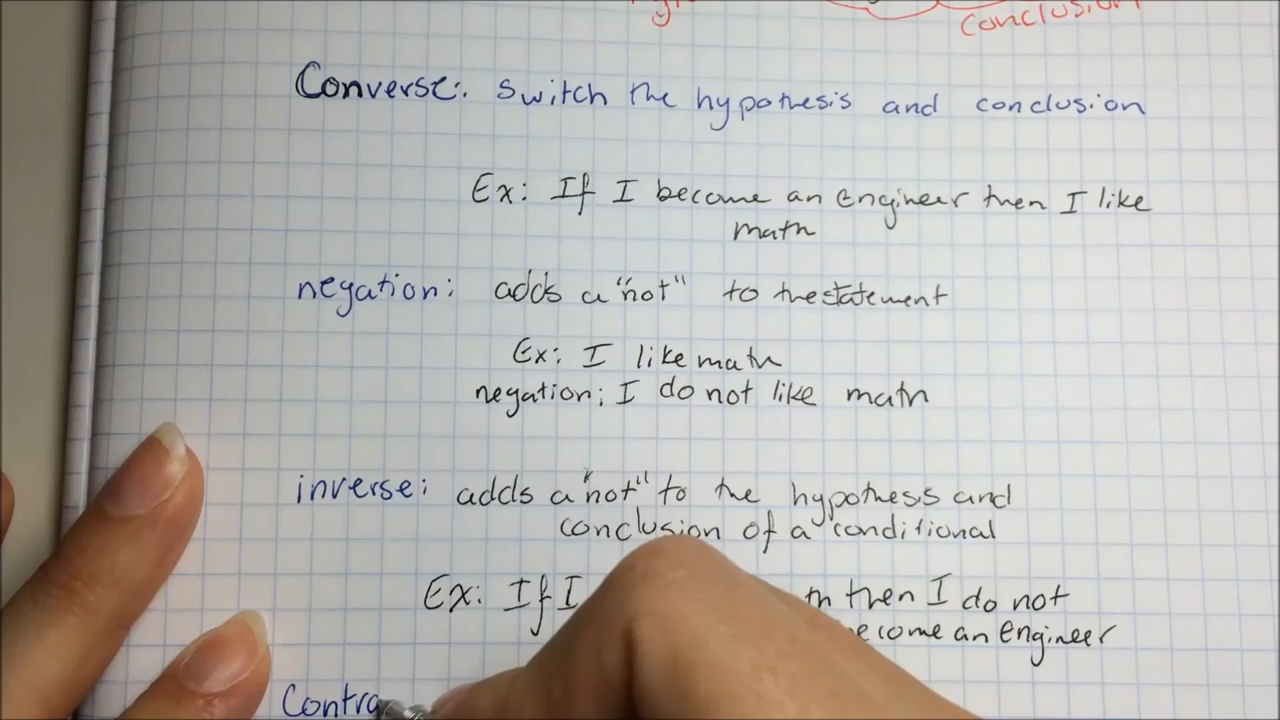 conclusion
Converse: Switch the hypothesis and conclusion
Ex: If I become an engineer then I like
math
negation: adds a "not" to the statement
Ex: I like math
negation: I do not like math
inverse: adds a "not" to the hypothesis and
conclusion of a conditional
Ex: If I then I do not
become an engineer
Contra